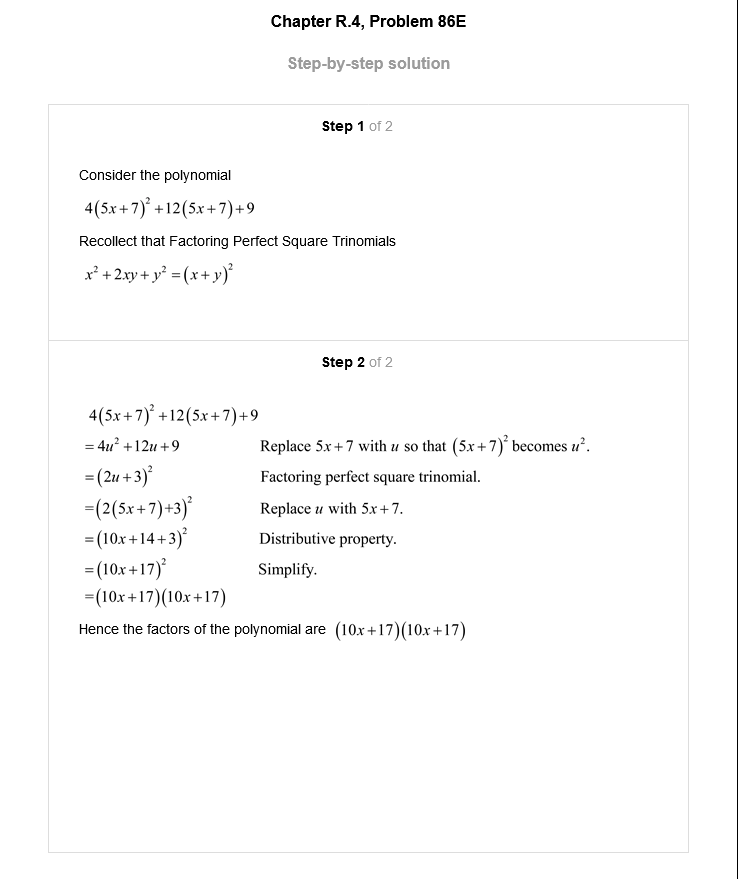 Chapter R.4, Problem 86E
Step-by-step solution
Step 1 of 2
Consider the polynomial
4(5x+7)²+12(5x+7)+9
Recollect that Factoring Perfect Square Trinomials
x²+2xy+y²=(x+y)²
Step 2 of 2
4(5x+7)²+12(5x+7)+9
=4u²+12u+9 Replace 5x+7 with u so that (5x+7)² becomes u².
=(2u+3)² Factoring perfect square trinomial.
=(2(5x+7)+3)² Replace u with 5x+7.
=(10x+14+3)² Distributive property.
=(10x+17)² Simplify.
=(10x+17)(10x+17)
Hence the factors of the polynomial are (10x+17)(10x+17)